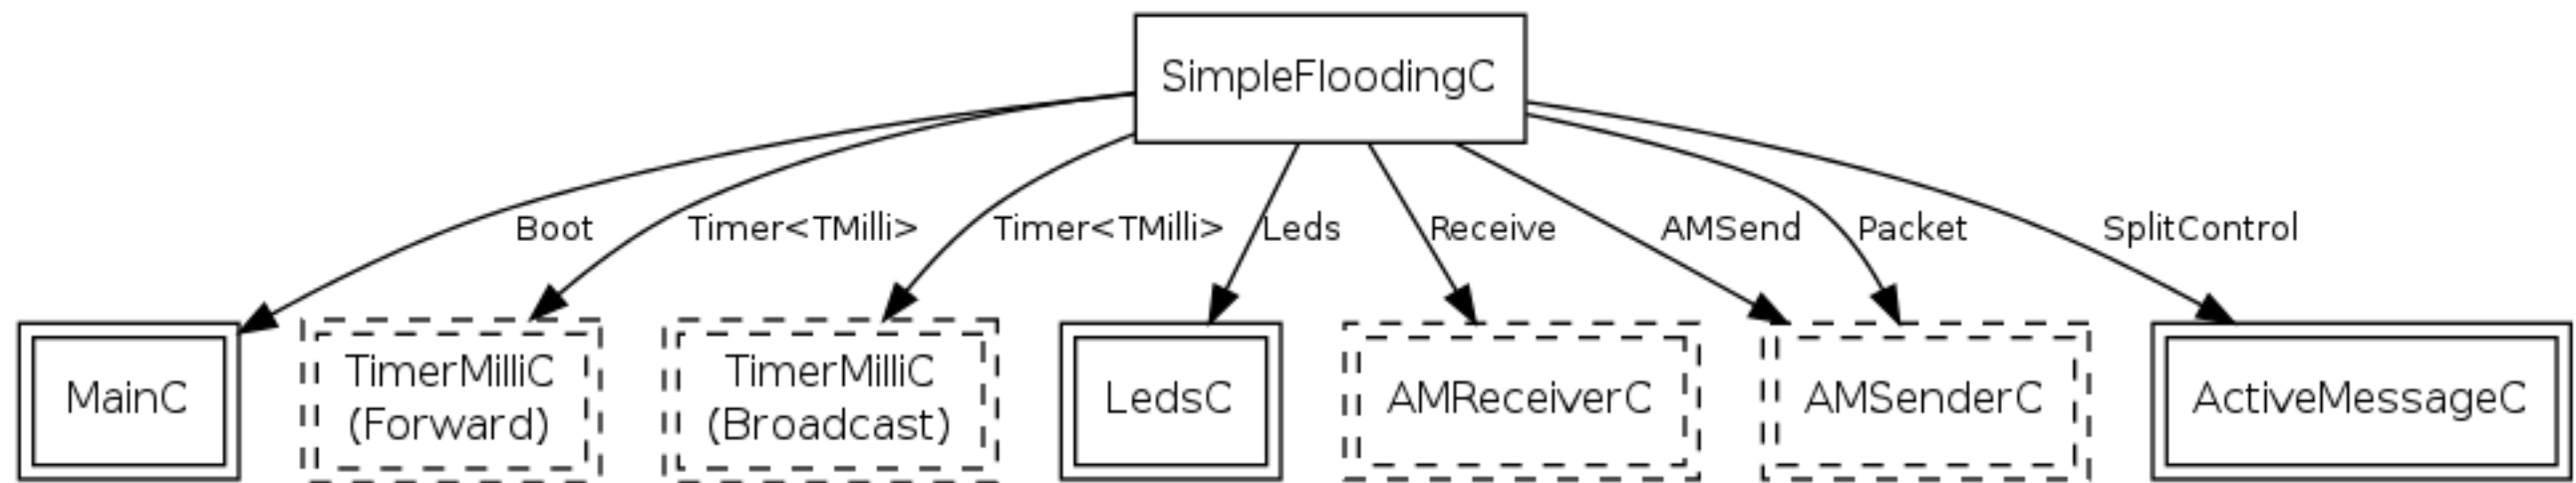 SimpleFloodingC
Boot
Timer<TMilli>
Timer<TMilli>
Leds
Receive
AMSend
Packet
SplitControl
MainC
TimerMilliC
(Forward)
TimerMilliC
(Broadcast)
LedsC
AMReceiverC
AMSenderC
ActiveMessageC